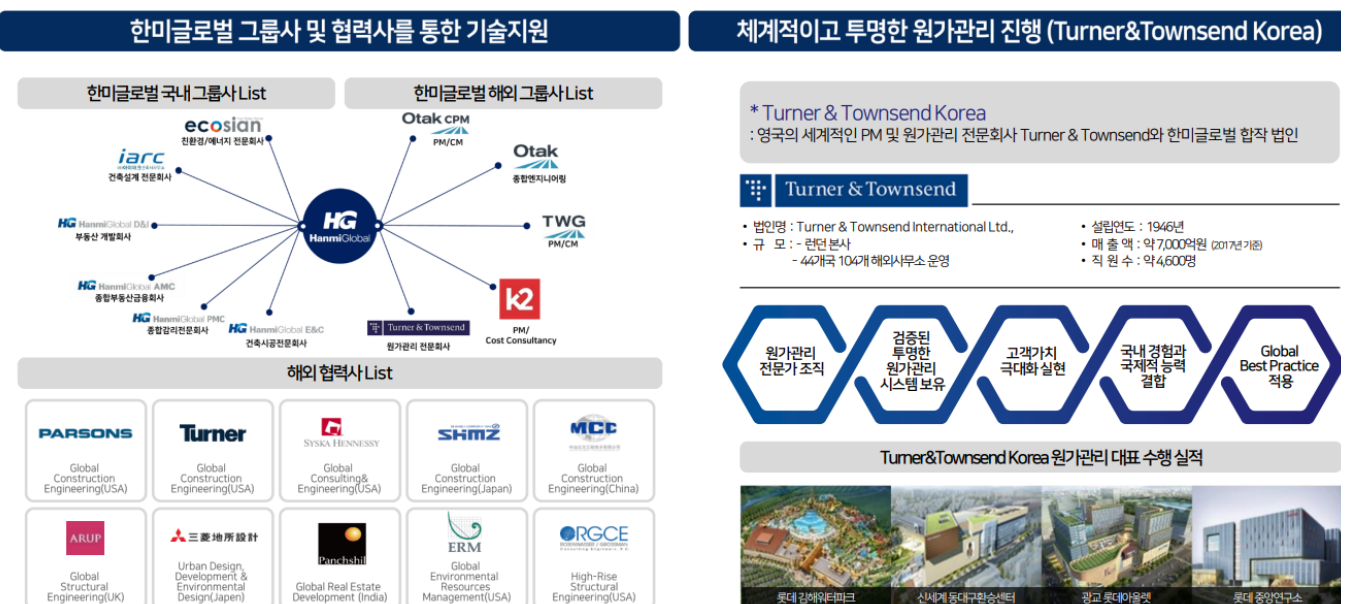 한미글로벌 그룹사 및 협력사를 통한 기술지원
한미글로벌 국내 그룹사 List
한미글로벌 해외 그룹사 List
ecosian
친환경/에너지 전문회사
iarc
건축설계 전문회사
HG HanmiGlobal D&I
부동산 개발회사
HG HanmiGlobal AMC
종합부동산금융회사
HG HanmiGlobal PMC
종합감리전문회사
HG HanmiGlobal E&C
건축시공전문회사
HG
HanmiGlobal
Otak CPM
PM/CM
Otak
종합엔지니어링
TWG
PM/CM
k2
PM/
Cost Consultancy
Turner & Townsend
원가관리 전문회사
해외 협력사 List
PARSONS
Global
Construction
Engineering(USA)
Turner
Global
Construction
Engineering(USA)
SYSKA HENNESSY
Global
Consulting&
Engineering(USA)
SHIMZ
Global
Construction
Engineering(Japan)
MCC
Global
Construction
Engineering(China)
ARUP
Global
Structural
Engineering(UK)
三菱地所設計
Urban Design,
Development &
Environmental
Design(Japen)
Panchshil
Global Real Estate
Development (India)
ERM
Global
Environmental
Resources
Management(USA)
RGCE
High-Rise
Structural
Engineering(USA)
체계적이고 투명한 원가관리 진행 (Turner&Townsend Korea)
* Turner & Townsend Korea
: 영국의 세계적인 PM 및 원가관리 전문회사 Turner & Townsend와 한미글로벌 합작 법인
Turner & Townsend
• 법인명 : Turner & Townsend International Ltd.,
• 규 모 : - 런던 본사
- 44개국 104개 해외사무소 운영
• 설립연도 : 1946년
• 매 출 액 : 약 7,000억원 (2017년 기준)
• 직 원 수 : 약 4,600명
원가관리
전문가 조직
검증된
투명한
원가관리
시스템 보유
고객가치
극대화 실현
국내 경험과
국제적 능력
결합
Global
Best Practice
적용
Turner&Townsend Korea 원가관리 대표 수행 실적
롯데 김해워터파크
신세계 동대구환승센터
광교 롯데아울렛
롯데 중앙연구소